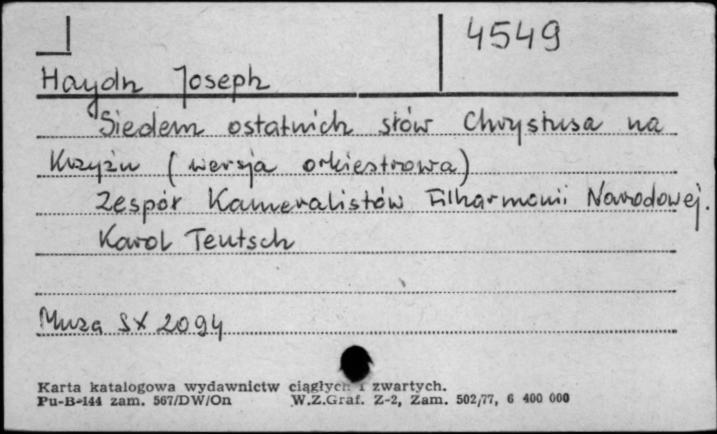 4549
Haydn Joseph
Siedem ostatnich słów Chrystusa na
Krzyżu (wersja orkiestrowa)
Zespół Kameralistów Filharmonii Narodowej.
Karol Teutsch
Muza SX 2094
Karta katalogowa wydawnictw ciągłych i zwartych.
Pu-B-144 zam. 567/DW/On W.Z.Graf. Z-2, Zam. 502/77, 6 400 000